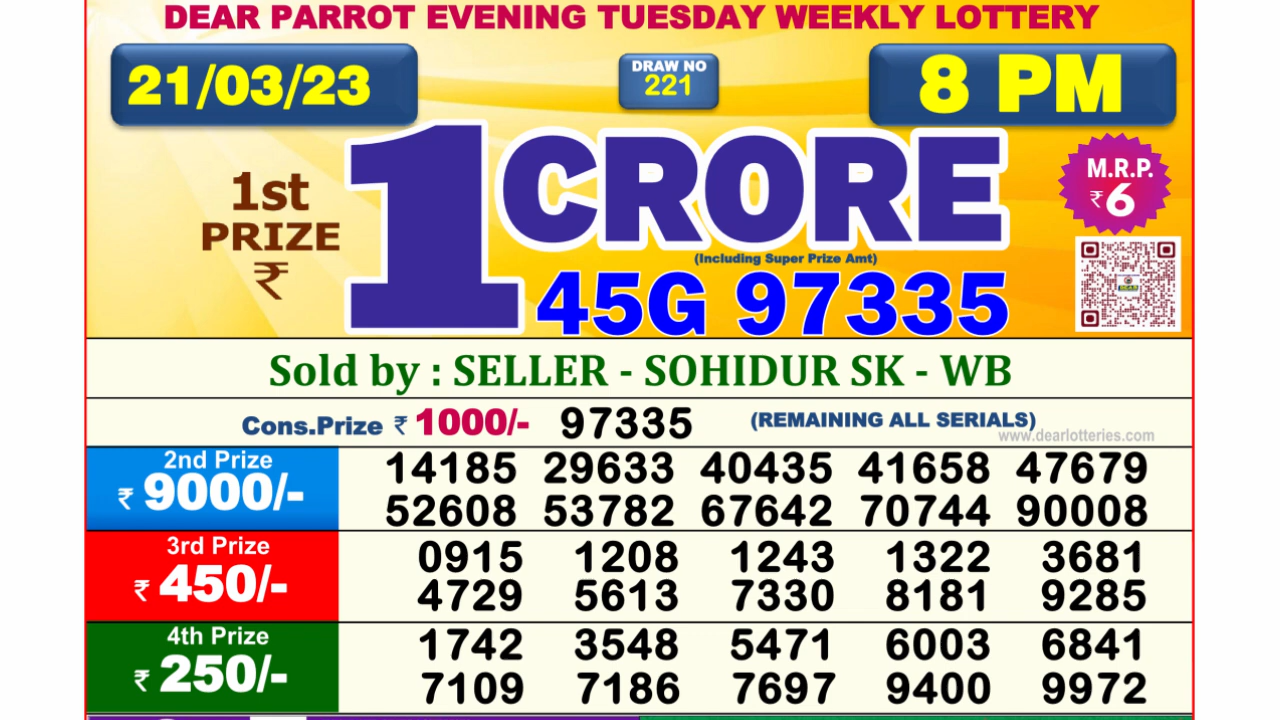 DEAR PARROT EVENING TUESDAY WEEKLY LOTTERY
21/03/23
DRAW NO
221
8 PM
1st
PRIZE
₹
1 CRORE
(Including Super Prize Amt)
45G 97335
M.R.P.
₹ 6
Sold by : SELLER - SOHIDUR SK - WB
Cons.Prize ₹ 1000/- 97335 (REMAINING ALL SERIALS)
www.dearlotteries.com
2nd Prize
₹ 9000/-
14185 29633 40435 41658 47679
52608 53782 67642 70744 90008
3rd Prize
₹ 450/-
0915 1208 1243 1322 3681
4729 5613 7330 8181 9285
4th Prize
₹ 250/-
1742 3548 5471 6003 6841
7109 7186 7697 9400 9972